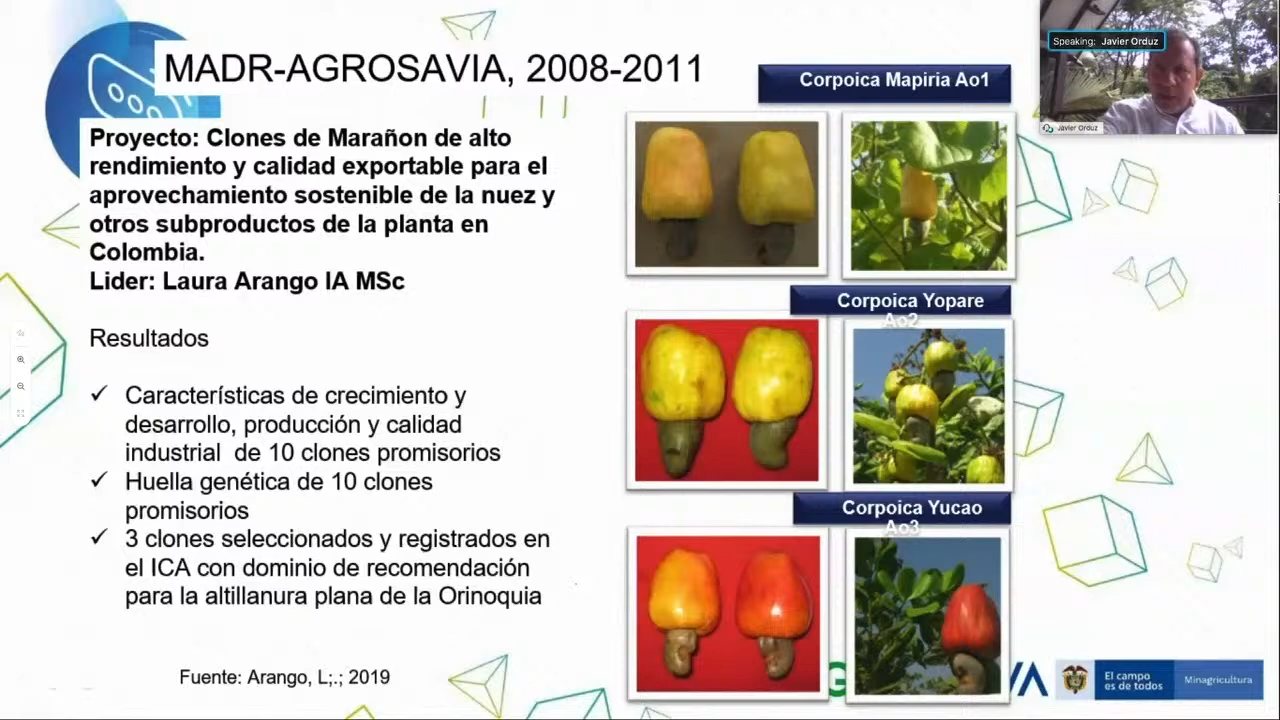 MADR-AGROSAVIA, 2008-2011
Proyecto: Clones de Marañon de alto
rendimiento y calidad exportable para el
aprovechamiento sostenible de la nuez y
otros subproductos de la planta en
Colombia.
Lider: Laura Arango IA MSc
Resultados
✓ Características de crecimiento y
desarrollo, producción y calidad
industrial de 10 clones promisorios
✓ Huella genética de 10 clones
promisorios
✓ 3 clones seleccionados y registrados en
el ICA con dominio de recomendación
para la altillanura plana de la Orinoquia
Fuente: Arango, L;.; 2019
Corpoica Mapiria Ao1
Corpoica Yopare
Ao2
Corpoica Yucao
Ao3
Speaking: Javier Orduz
Javier Orduz
El campo
es de todos
Minagricultura